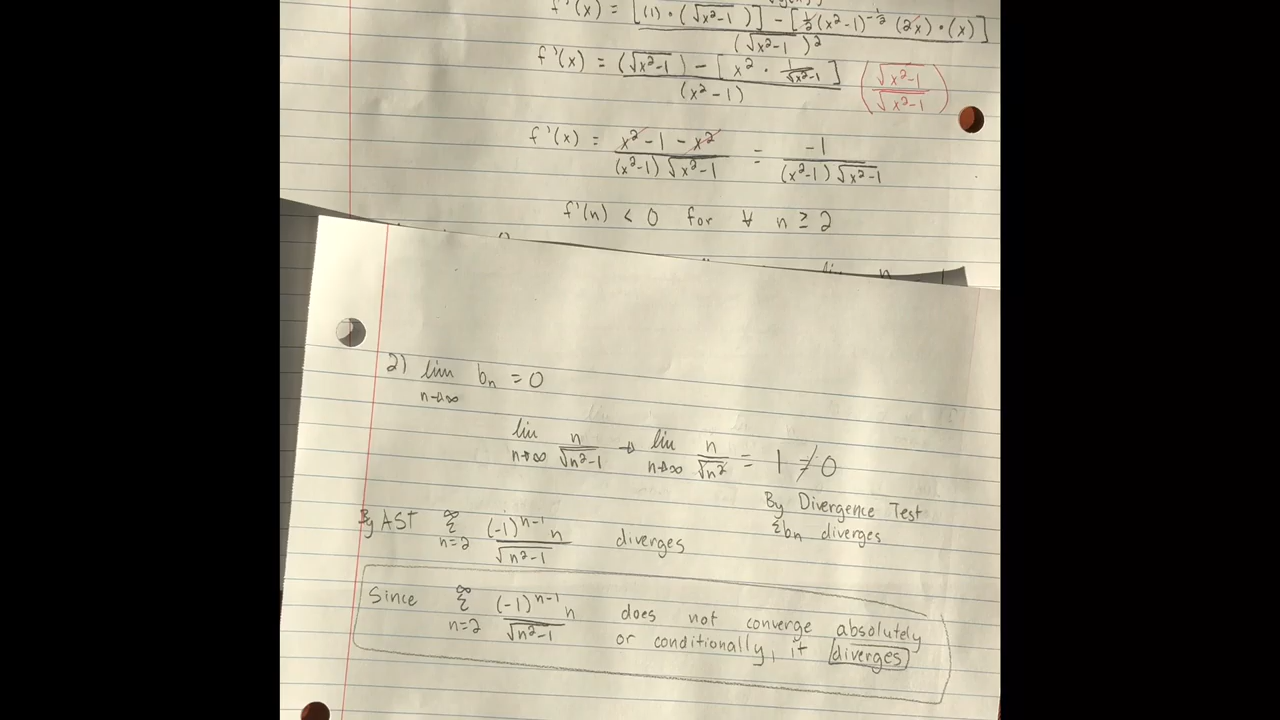 f'(x) = [(1)·(√x²-1)] - [½(x²-1)^-½ (2x)·(x)]
(√x²-1)²
f'(x) = (√x²-1) - [x² · 1/√x²-1] (√x²-1/√x²-1)
(x²-1)
f'(x) = x²-1-x² / (x²-1)√x²-1 = -1 / (x²-1)√x²-1
f'(n) < 0 for ∀ n ≥ 2
lim n 1
2) lim bn = 0
n→∞
lim n→∞ n/√n²-1 → lim n→∞ n/√n² = 1 ≠ 0
By Divergence Test
Σbn diverges
By AST ∞Σn=2 (-1)^n-1 n / √n²-1 diverges
Since ∞Σn=2 (-1)^n-1 n / √n²-1 does not converge absolutely
or conditionally, it diverges